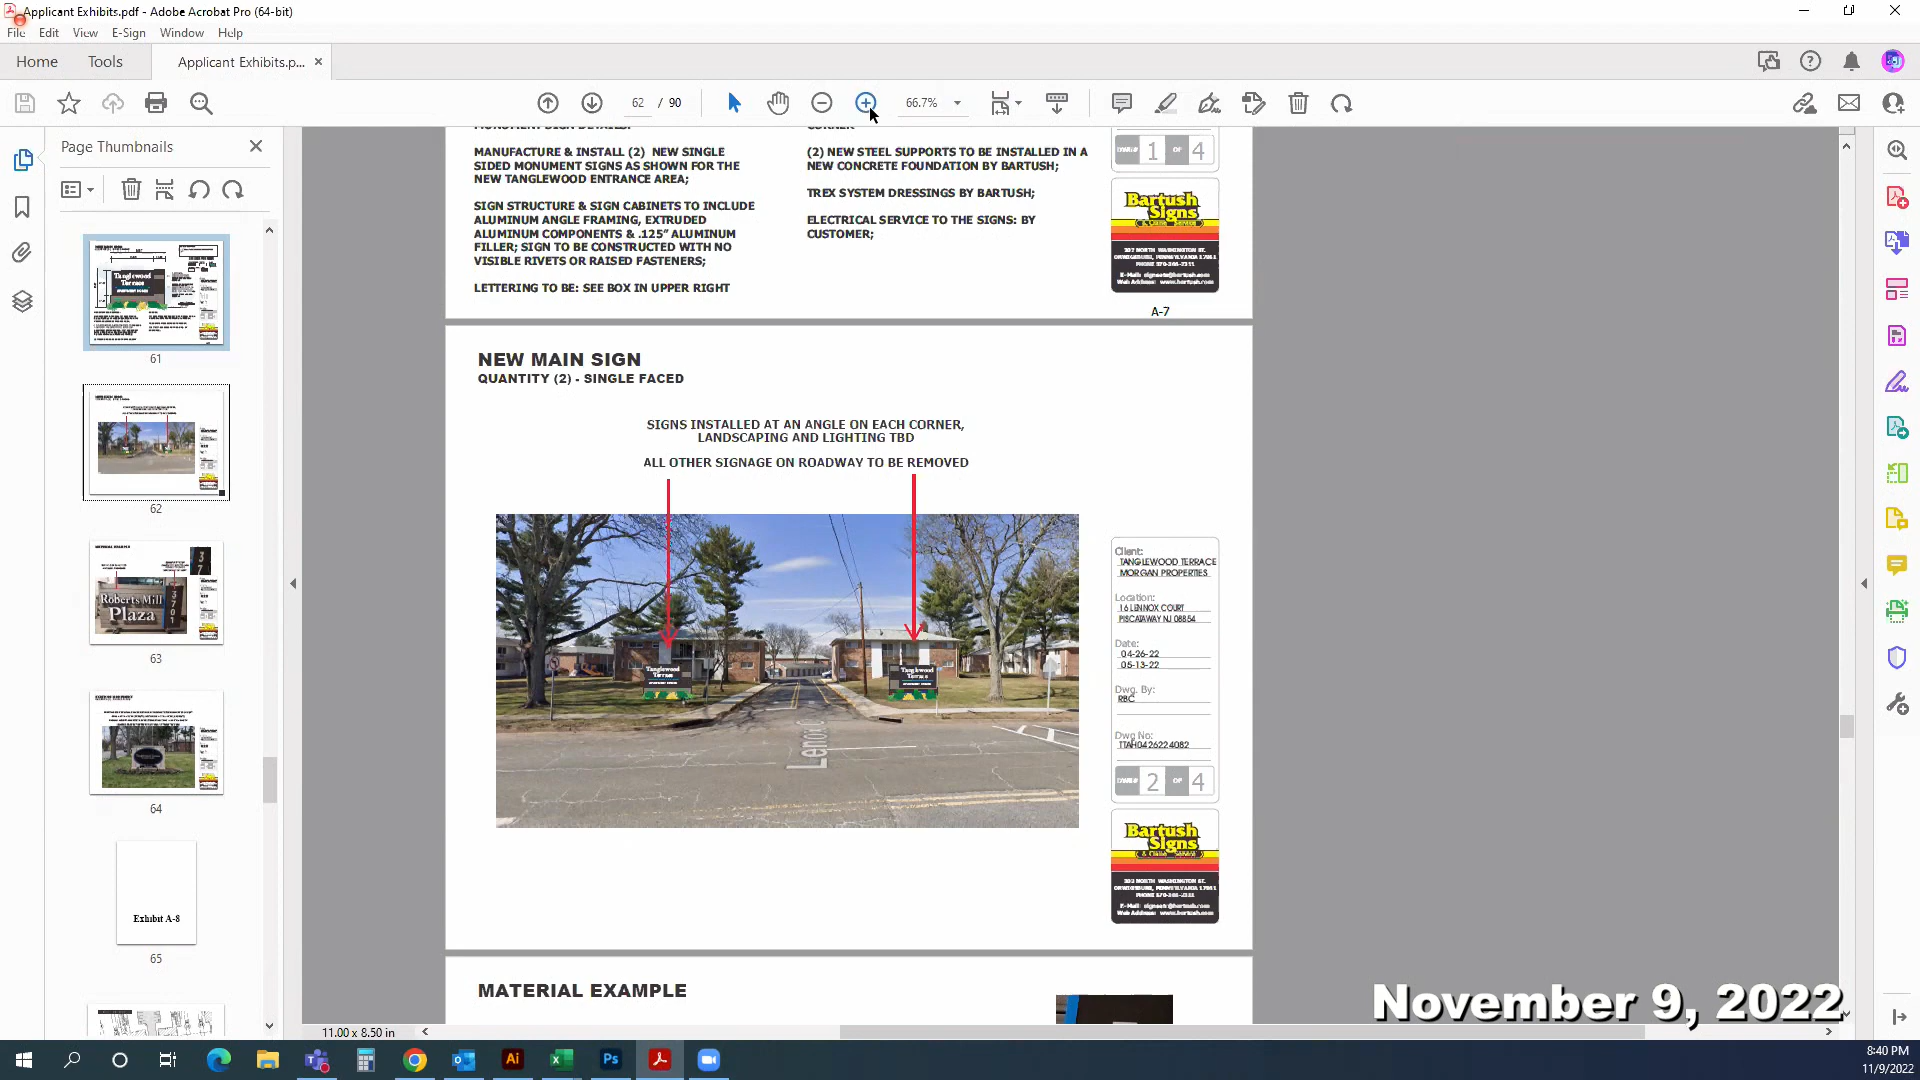 Applicant Exhibits.pdf - Adobe Acrobat Pro (64-bit)
File Edit View E-Sign Window Help
Home Tools Applicant Exhibits.p...
62 / 90 66.7%
Page Thumbnails
61
62
63
64
Exhibit A-8
65
MANUFACTURE & INSTALL (2) NEW SINGLE
SIDED MONUMENT SIGNS AS SHOWN FOR THE
NEW TANGLEWOOD ENTRANCE AREA;
SIGN STRUCTURE & SIGN CABINETS TO INCLUDE
ALUMINUM ANGLE FRAMING, EXTRUDED
ALUMINUM COMPONENTS & .125" ALUMINUM
FILLER; SIGN TO BE CONSTRUCTED WITH NO
VISIBLE RIVETS OR RAISED FASTENERS;
LETTERING TO BE: SEE BOX IN UPPER RIGHT
CORNER
(2) NEW STEEL SUPPORTS TO BE INSTALLED IN A
NEW CONCRETE FOUNDATION BY BARTUSH;
TREX SYSTEM DRESSINGS BY BARTUSH;
ELECTRICAL SERVICE TO THE SIGNS: BY
CUSTOMER;
1 OF 4
Bartush
Signs
A-7
NEW MAIN SIGN
QUANTITY (2) - SINGLE FACED
SIGNS INSTALLED AT AN ANGLE ON EACH CORNER,
LANDSCAPING AND LIGHTING TBD
ALL OTHER SIGNAGE ON ROADWAY TO BE REMOVED
Tanglewood
Terrace
Tanglewood
Terrace
Client:
TANGLEWOOD TERRACE
MORGAN PROPERTIES
Location:
16 LENNOX COURT
PISCATAWAY NJ 08854
Date:
04-26-22
05-13-22
Dwg. By:
RBC
Dwg No:
TTAH0426224082
2 OF 4
Bartush
Signs
MATERIAL EXAMPLE
11.00 x 8.50 in
November 9, 2022
8:40 PM
11/9/2022